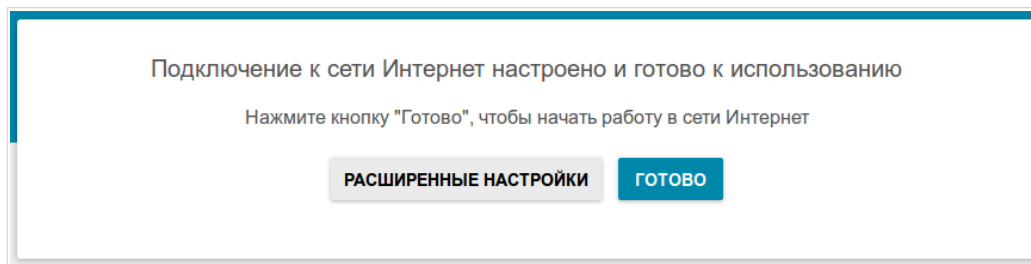 Подключение к сети Интернет настроено и готово к использованию
Нажмите кнопку "Готово", чтобы начать работу в сети Интернет
РАСШИРЕННЫЕ НАСТРОЙКИ ГОТОВО